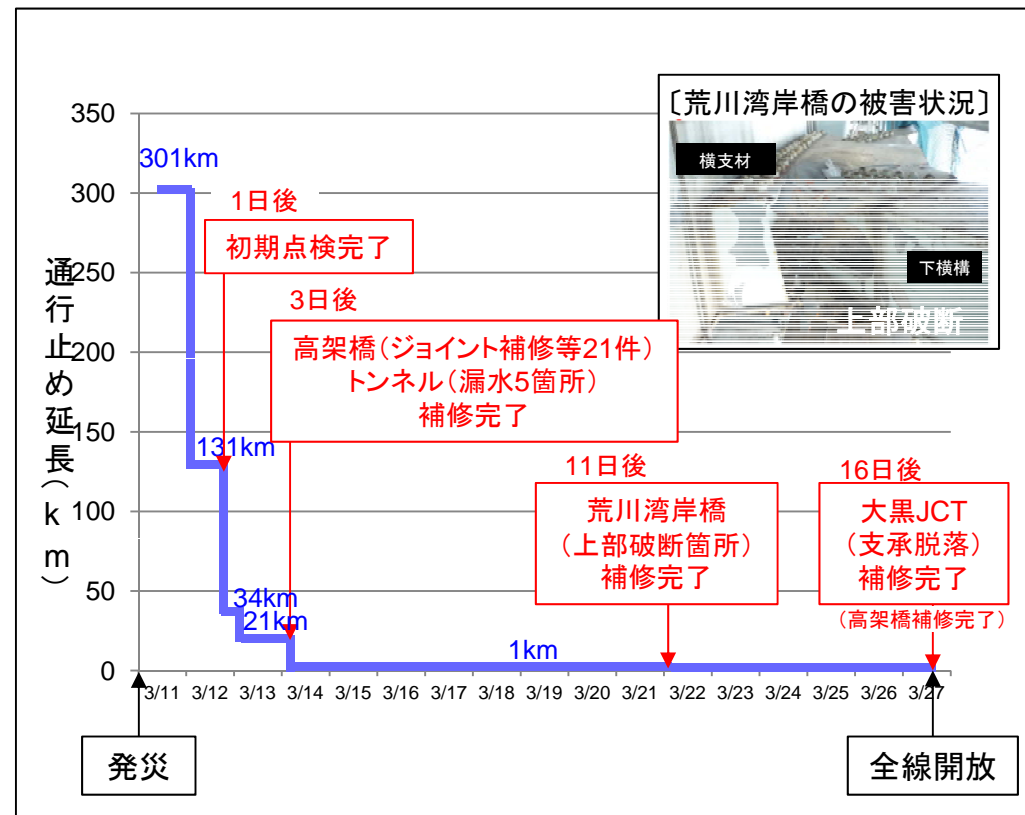 〔荒川湾岸橋の被害状況〕
横支材
下横構
上部破断
通行止め延長(km)
350
300
250
200
150
100
50
0
301km
1日後
初期点検完了
3日後
高架橋(ジョイント補修等21件)
トンネル(漏水5箇所)
補修完了
131km
34km
21km
11日後
荒川湾岸橋
(上部破断箇所)
補修完了
16日後
大黒JCT
(支承脱落)
補修完了
(高架橋補修完了)
1km
3/11 3/12 3/13 3/14 3/15 3/16 3/17 3/18 3/19 3/20 3/21 3/22 3/23 3/24 3/25 3/26 3/27
発災
全線開放